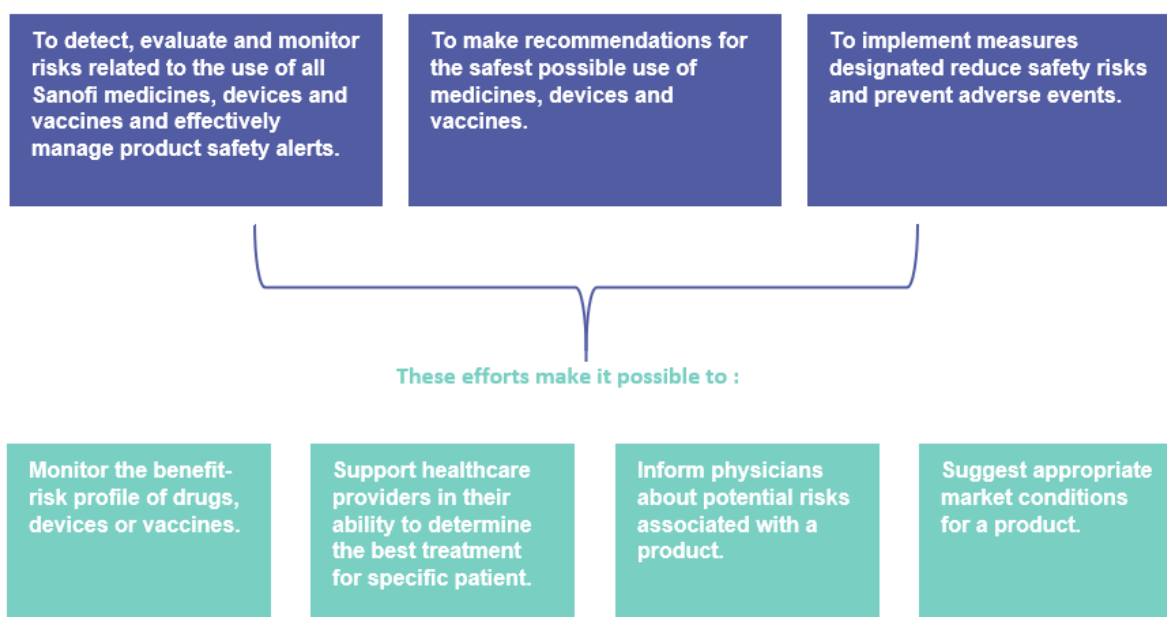 To detect, evaluate and monitor
risks related to the use of all
Sanofi medicines, devices and
vaccines and effectively
manage product safety alerts.
To make recommendations for
the safest possible use of
medicines, devices and
vaccines.
To implement measures
designated reduce safety risks
and prevent adverse events.
These efforts make it possible to :
Monitor the benefit-
risk profile of drugs,
devices or vaccines.
Support healthcare
providers in their
ability to determine
the best treatment
for specific patient.
Inform physicians
about potential risks
associated with a
product.
Suggest appropriate
market conditions
for a product.